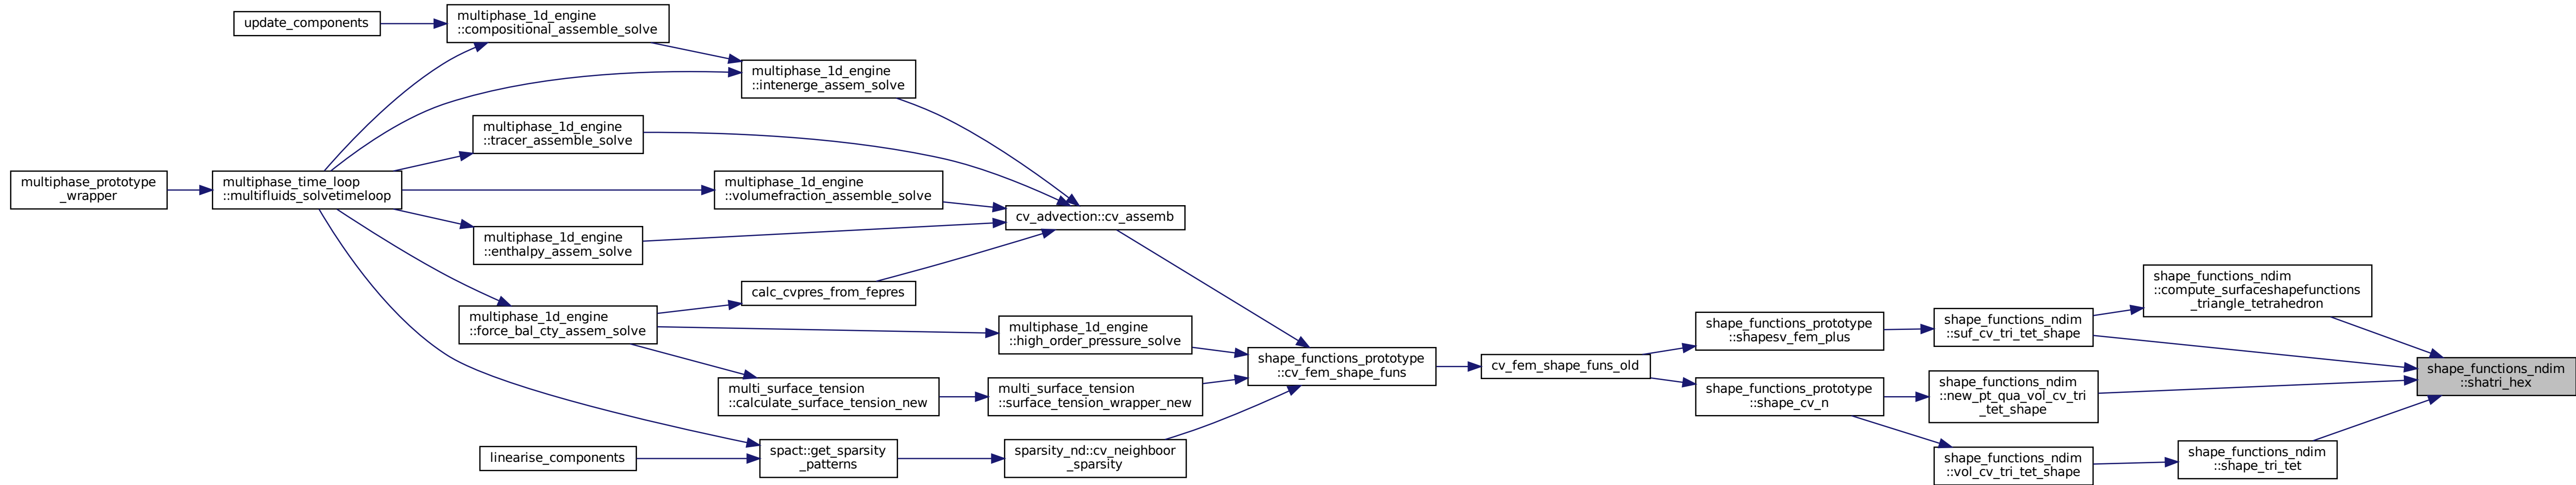 update_components
multiphase_1d_engine
::compositional_assemble_solve
multiphase_1d_engine
::intenerge_assem_solve
multiphase_1d_engine
::tracer_assemble_solve
multiphase_prototype
_wrapper
multiphase_time_loop
::multifluids_solvetimeloop
multiphase_1d_engine
::volumefraction_assemble_solve
cv_advection::cv_assemb
multiphase_1d_engine
::enthalpy_assem_solve
calc_cvpres_from_fepres
multiphase_1d_engine
::force_bal_cty_assem_solve
multiphase_1d_engine
::high_order_pressure_solve
multi_surface_tension
::calculate_surface_tension_new
multi_surface_tension
::surface_tension_wrapper_new
linearise_components
spact::get_sparsity
_patterns
sparsity_nd::cv_neighboor
_sparsity
shape_functions_prototype
::cv_fem_shape_funs
cv_fem_shape_funs_old
shape_functions_prototype
::shapesv_fem_plus
shape_functions_prototype
::shape_cv_n
shape_functions_ndim
::suf_cv_tri_tet_shape
shape_functions_ndim
::new_pt_qua_vol_cv_tri
_tet_shape
shape_functions_ndim
::vol_cv_tri_tet_shape
shape_functions_ndim
::compute_surfaceshapefunctions
_triangle_tetrahedron
shape_functions_ndim
::shape_tri_tet
shape_functions_ndim
::shatri_hex